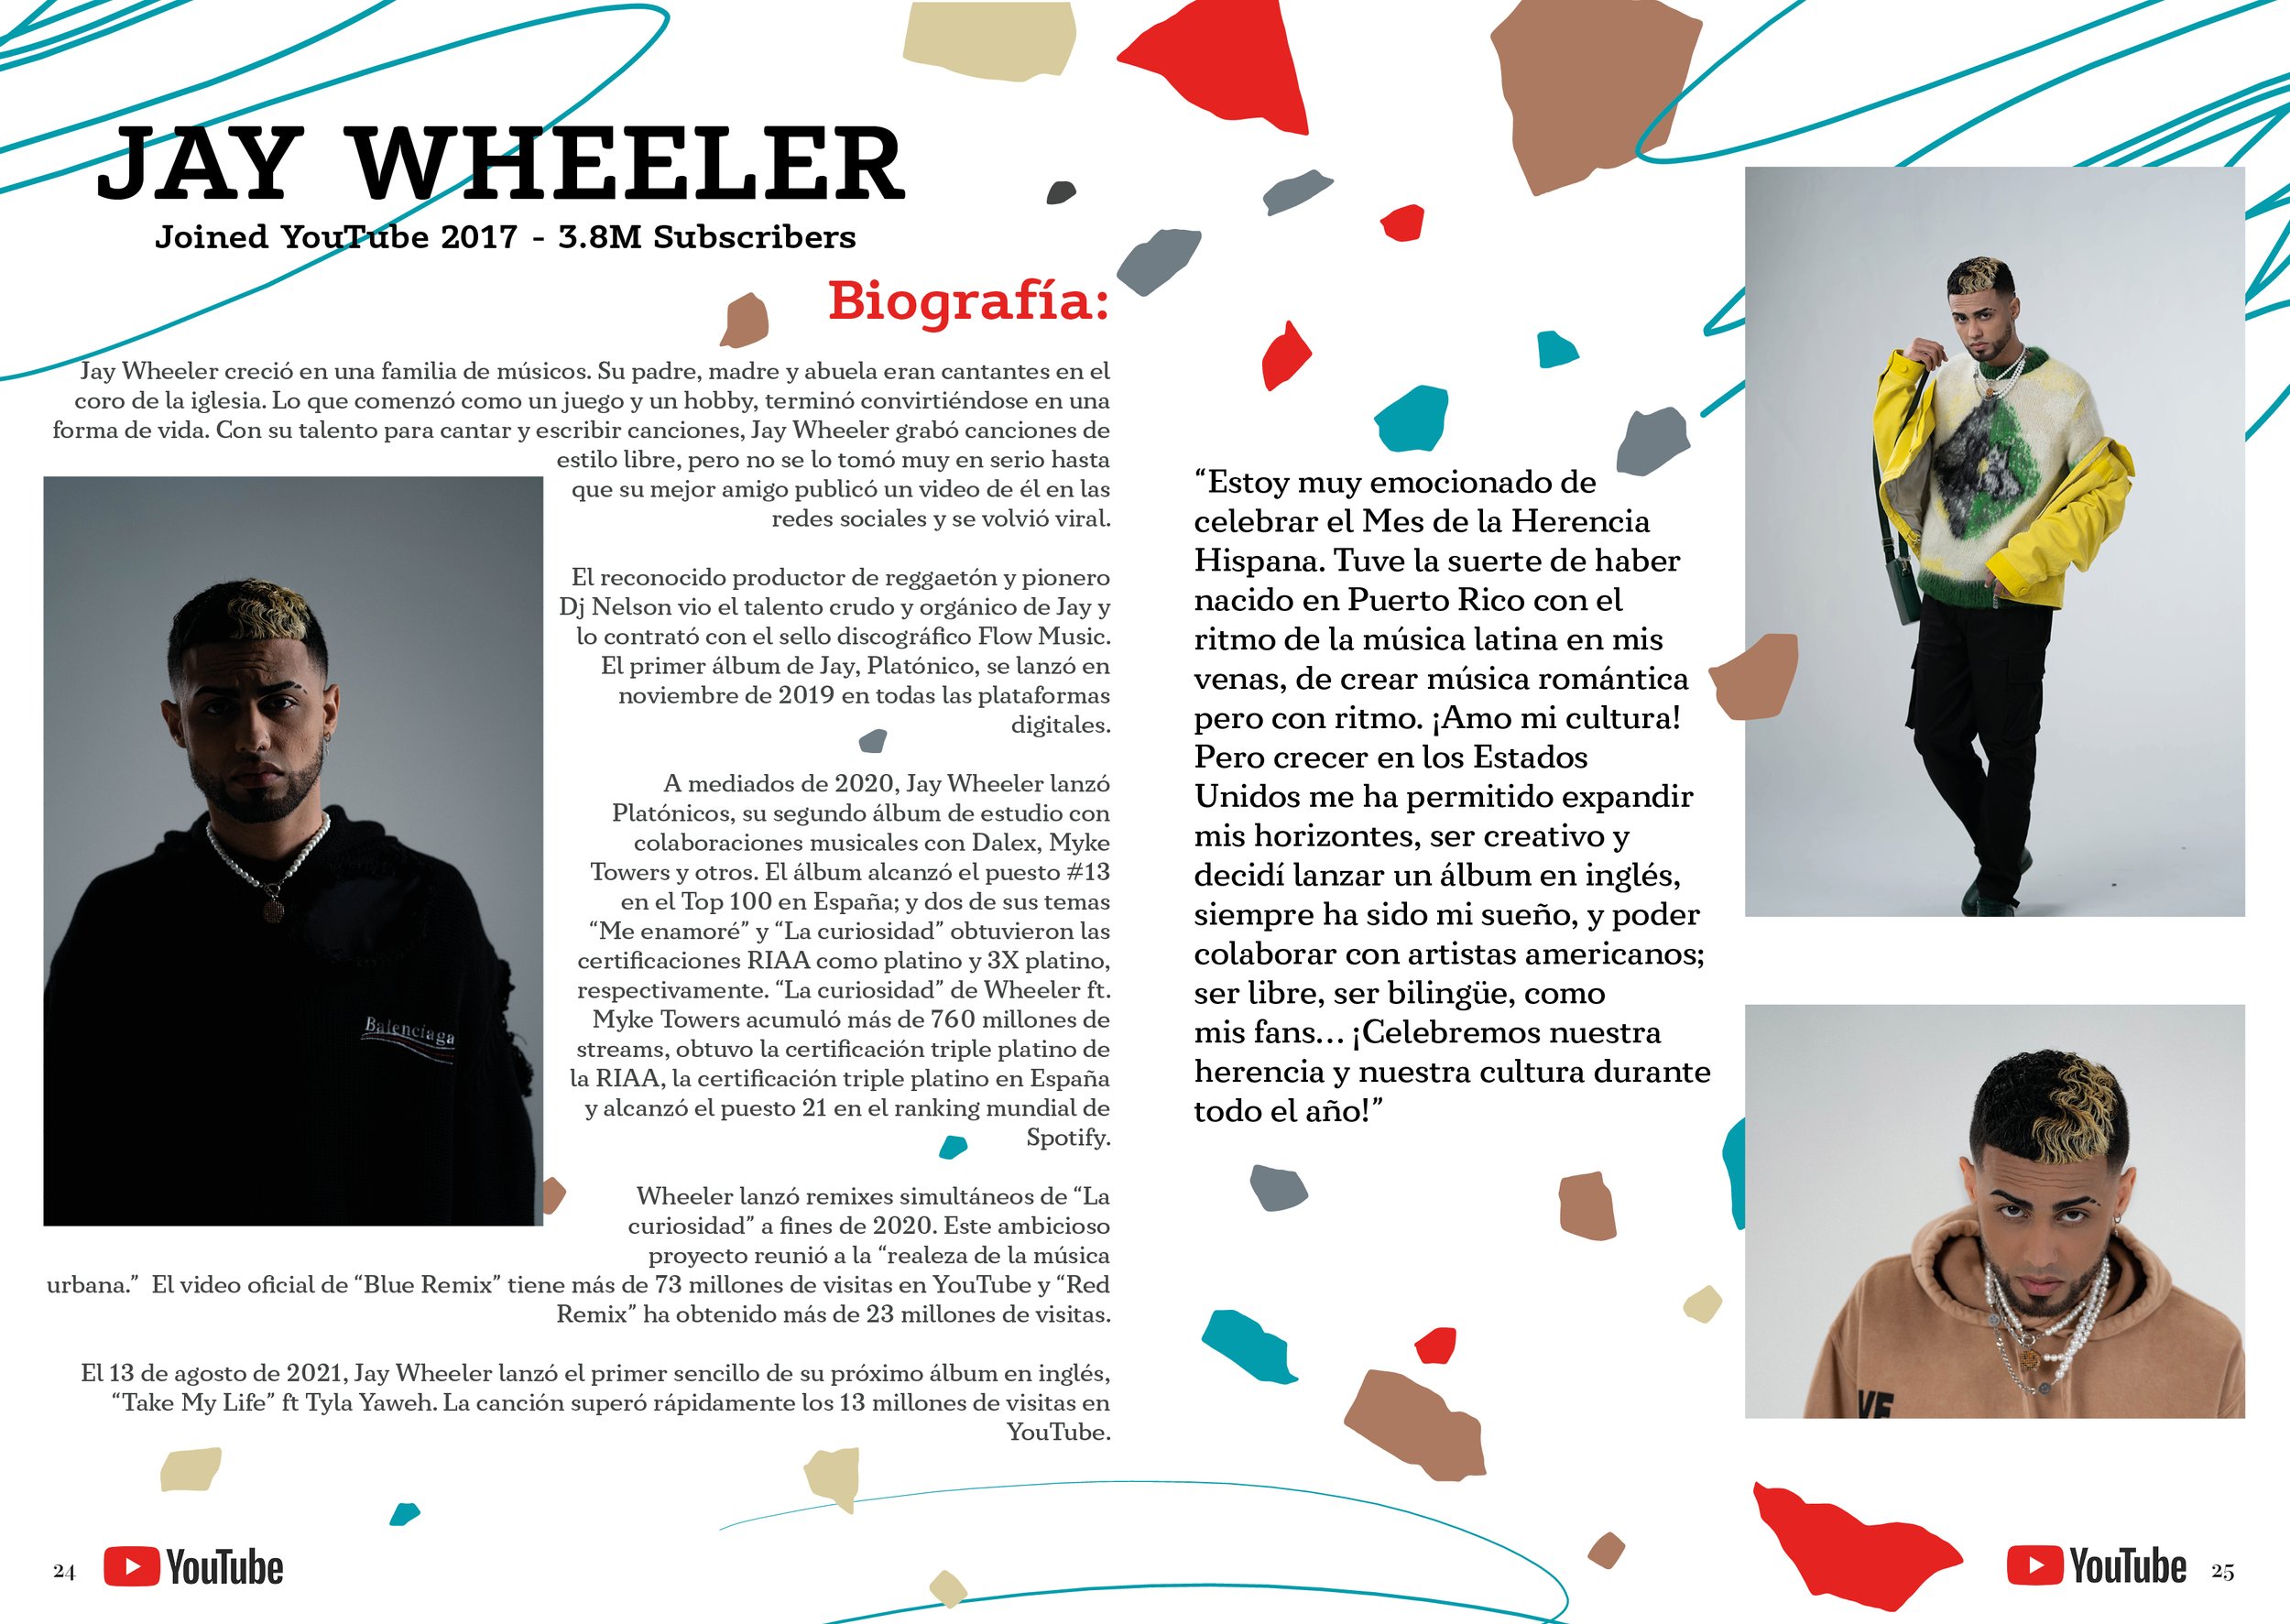 JAY WHEELER
Joined YouTube 2017 - 3.8M Subscribers
Biografía:
Jay Wheeler creció en una familia de músicos. Su padre, madre y abuela eran cantantes en el
coro de la iglesia. Lo que comenzó como un juego y un hobby, terminó convirtiéndose en una
forma de vida. Con su talento para cantar y escribir canciones, Jay Wheeler grabó canciones de
estilo libre, pero no se lo tomó muy en serio hasta
que su mejor amigo publicó un video de él en las
redes sociales y se volvió viral.
El reconocido productor de reggaetón y pionero
Dj Nelson vio el talento crudo y orgánico de Jay y
lo contrató con el sello discográfico Flow Music.
El primer álbum de Jay, Platónico, se lanzó en
noviembre de 2019 en todas las plataformas
digitales.
A mediados de 2020, Jay Wheeler lanzó
Platónicos, su segundo álbum de estudio con
colaboraciones musicales con Dalex, Myke
Towers y otros. El álbum alcanzó el puesto #13
en el Top 100 en España; y dos de sus temas
“Me enamoré” y “La curiosidad” obtuvieron las
certificaciones RIAA como platino y 3X platino,
respectivamente. “La curiosidad” de Wheeler ft.
Myke Towers acumuló más de 760 millones de
streams, obtuvo la certificación triple platino de
la RIAA, la certificación triple platino en España
y alcanzó el puesto 21 en el ranking mundial de
Spotify.
Wheeler lanzó remixes simultáneos de “La
curiosidad” a fines de 2020. Este ambicioso
proyecto reunió a la “realeza de la música
urbana.”  El video oficial de “Blue Remix” tiene más de 73 millones de visitas en YouTube y “Red
Remix” ha obtenido más de 23 millones de visitas.
El 13 de agosto de 2021, Jay Wheeler lanzó el primer sencillo de su próximo álbum en inglés,
“Take My Life” ft Tyla Yaweh. La canción superó rápidamente los 13 millones de visitas en
YouTube.
Balenciaga
24 YouTube
“Estoy muy emocionado de
celebrar el Mes de la Herencia
Hispana. Tuve la suerte de haber
nacido en Puerto Rico con el
ritmo de la música latina en mis
venas, de crear música romántica
pero con ritmo. ¡Amo mi cultura!
Pero crecer en los Estados
Unidos me ha permitido expandir
mis horizontes, ser creativo y
decidí lanzar un álbum en inglés,
siempre ha sido mi sueño, y poder
colaborar con artistas americanos;
ser libre, ser bilingüe, como
mis fans… ¡Celebremos nuestra
herencia y nuestra cultura durante
todo el año!”
VE
YouTube 25